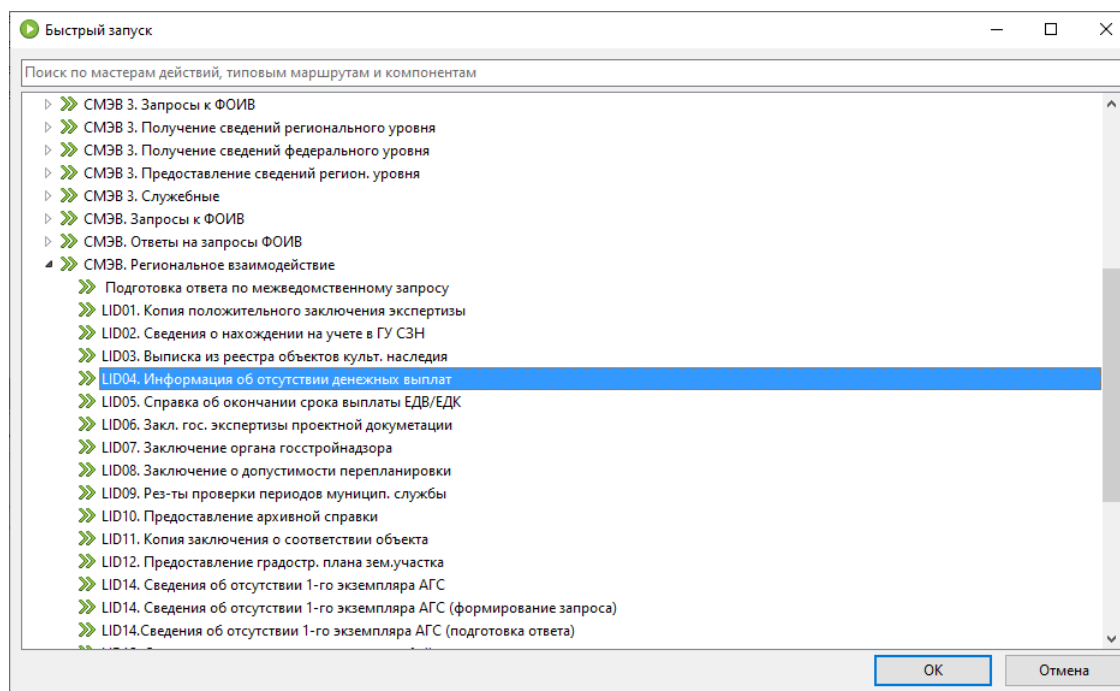 Быстрый запуск
Поиск по мастерам действий, типовым маршрутам и компонентам
СМЭВ 3. Запросы к ФОИВ
СМЭВ 3. Получение сведений регионального уровня
СМЭВ 3. Получение сведений федерального уровня
СМЭВ 3. Предоставление сведений регион. уровня
СМЭВ 3. Служебные
СМЭВ. Запросы к ФОИВ
СМЭВ. Ответы на запросы ФОИВ
СМЭВ. Региональное взаимодействие
Подготовка ответа по межведомственному запросу
LID01. Копия положительного заключения экспертизы
LID02. Сведения о нахождении на учете в ГУ СЗН
LID03. Выписка из реестра объектов культ. наследия
LID04. Информация об отсутствии денежных выплат
LID05. Справка об окончании срока выплаты ЕДВ/ЕДК
LID06. Закл. гос. экспертизы проектной докуметации
LID07. Заключение органа госстройнадзора
LID08. Заключение о допустимости перепланировки
LID09. Рез-ты проверки периодов муницип. службы
LID10. Предоставление архивной справки
LID11. Копия заключения о соответствии объекта
LID12. Предоставление градостр. плана зем.участка
LID14. Сведения об отсутствии 1-го экземпляра АГС
LID14. Сведения об отсутствии 1-го экземпляра АГС (формирование запроса)
LID14.Сведения об отсутствии 1-го экземпляра АГС (подготовка ответа)
ОК
Отмена